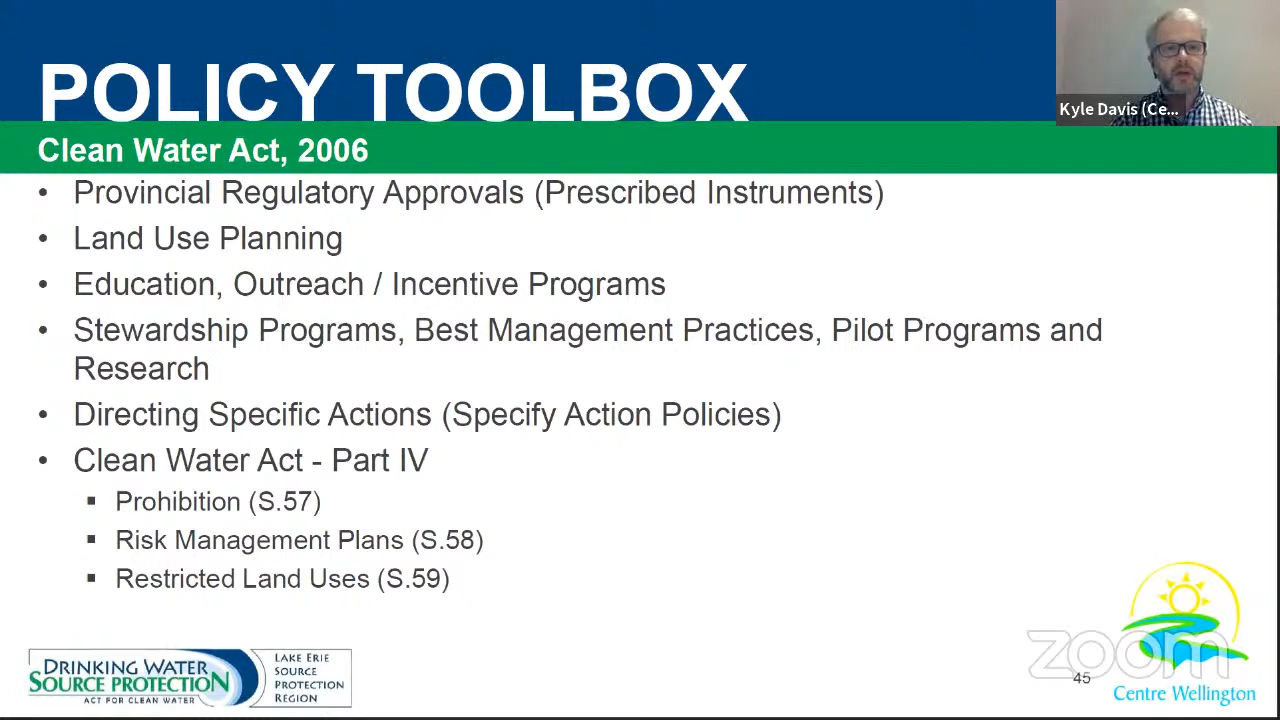 POLICY TOOLBOX
Kyle Davis (Ce...
Clean Water Act, 2006
• Provincial Regulatory Approvals (Prescribed Instruments)
• Land Use Planning
• Education, Outreach / Incentive Programs
• Stewardship Programs, Best Management Practices, Pilot Programs and
Research
• Directing Specific Actions (Specify Action Policies)
• Clean Water Act - Part IV
▪ Prohibition (S.57)
▪ Risk Management Plans (S.58)
▪ Restricted Land Uses (S.59)
DRINKING WATER
SOURCE PROTECTION
ACT FOR CLEAN WATER
LAKE ERIE
SOURCE
PROTECTION
REGION
zoom
45
Centre Wellington